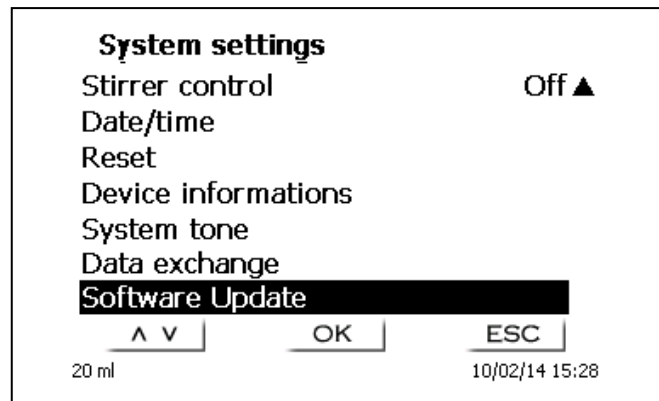 System settings
Stirrer control Off ▲
Date/time
Reset
Device informations
System tone
Data exchange
Software Update
∧ ∨ OK ESC
20 ml 10/02/14 15:28